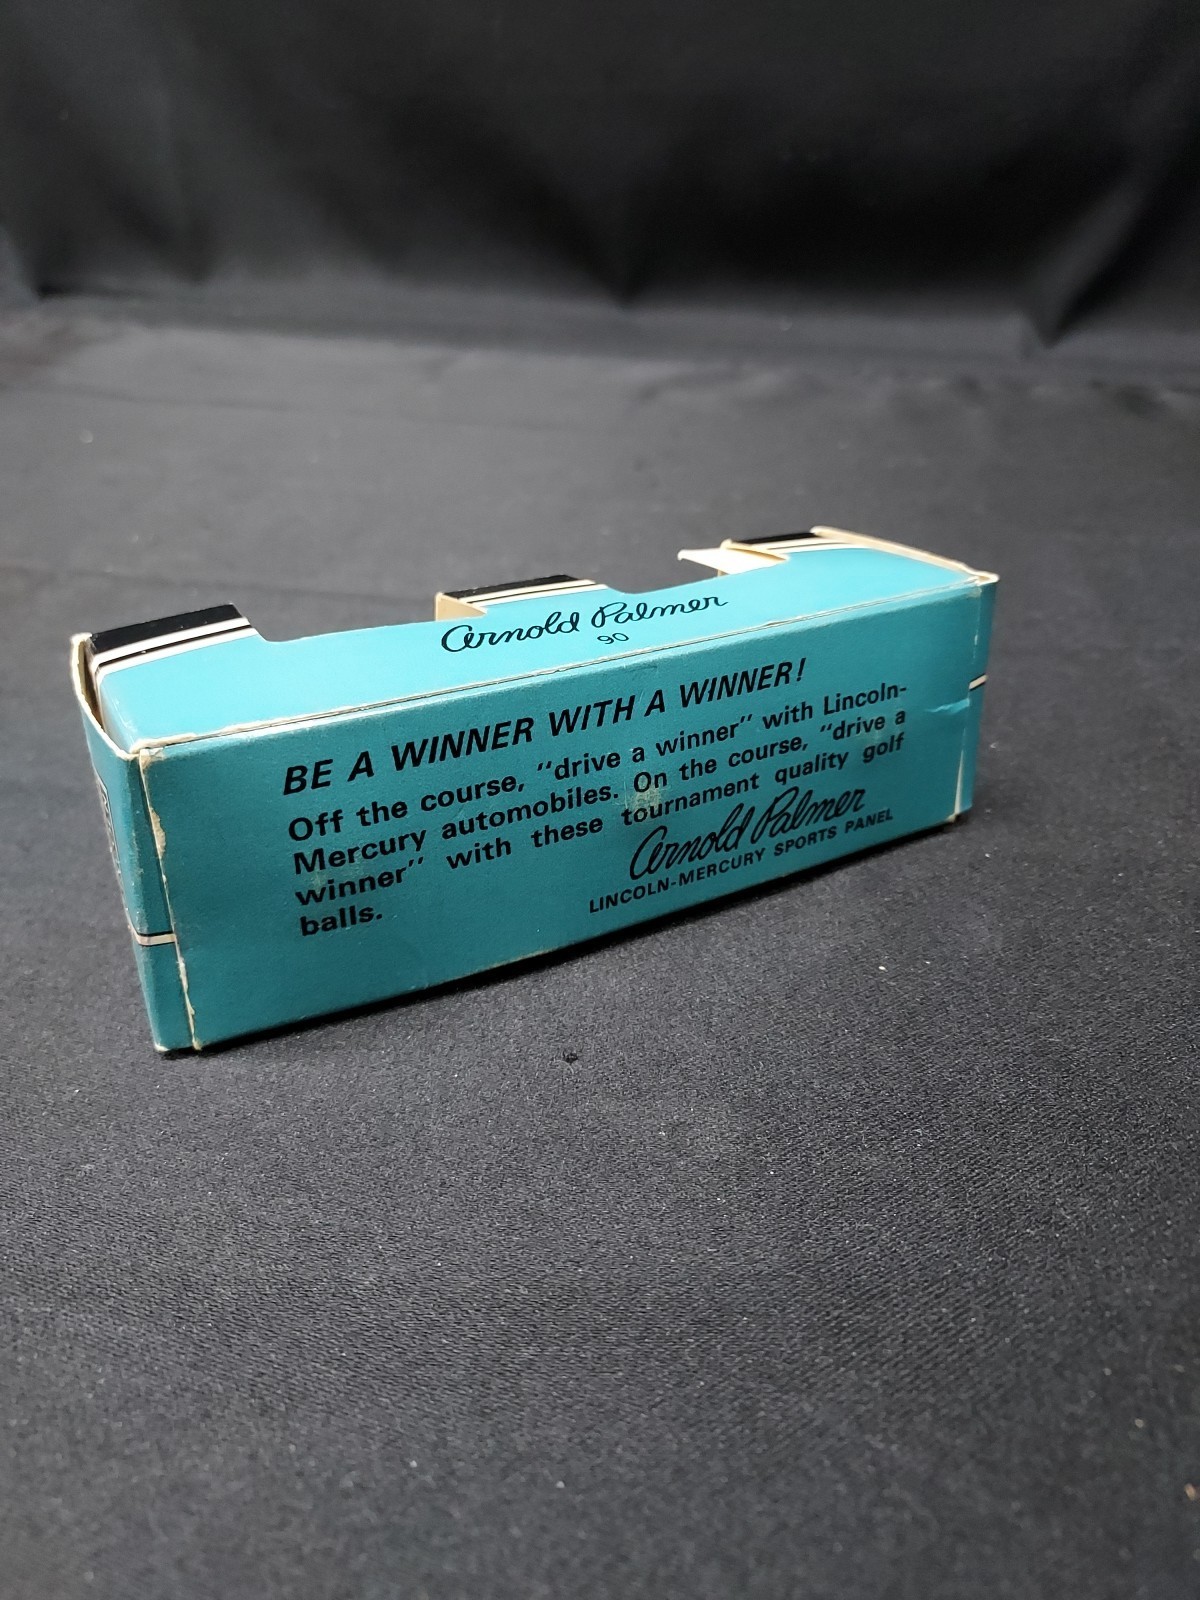 Arnold Palmer
90
BE A WINNER WITH A WINNER!
Off the course, "drive a winner" with Lincoln-
Mercury automobiles. On the course, "drive a
winner" with these tournament quality golf
balls.
Arnold Palmer
LINCOLN-MERCURY SPORTS PANEL